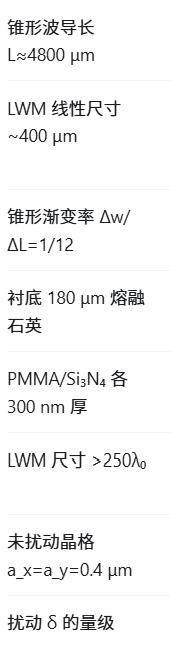 锥形波导长
L≈4800 μm
LWM 线性尺寸
~400 μm
锥形渐变率 Δw/
ΔL=1/12
衬底 180 μm 熔融
石英
PMMA/Si₃N₄ 各
300 nm 厚
LWM 尺寸 >250λ₀
未扰动晶格
a_x=a_y=0.4 μm
扰动 δ 的量级